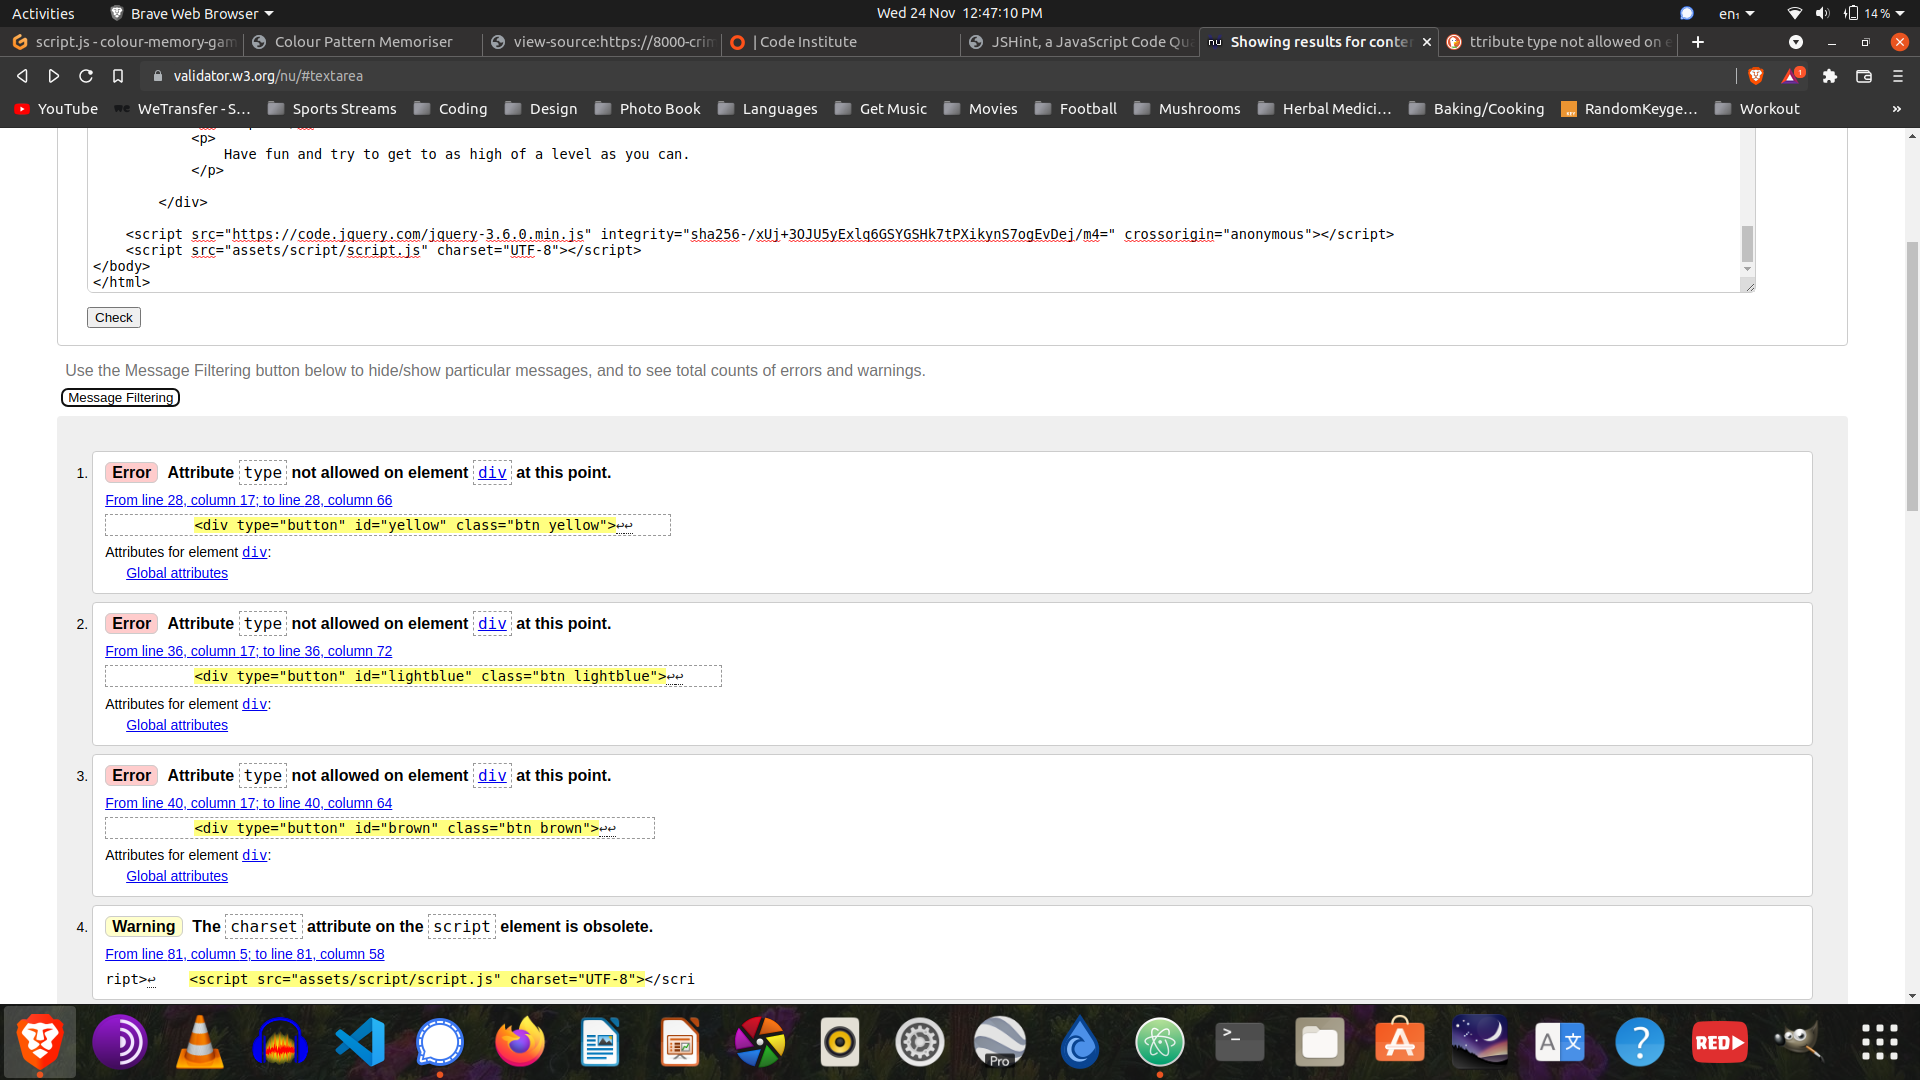 Activities Brave Web Browser Wed 24 Nov 12:47:10 PM en₁ 14 %
script.js - colour-memory-gam Colour Pattern Memoriser view-source:https://8000-crim | Code Institute JSHint, a JavaScript Code Qua Showing results for conten ttribute type not allowed on e
validator.w3.org/nu/#textarea 1
YouTube WeTransfer - S… Sports Streams Coding Design Photo Book Languages Get Music Movies Football Mushrooms Herbal Medici… Baking/Cooking RandomKeyge… Workout »
<p>
Have fun and try to get to as high of a level as you can.
</p>
</div>
<script src="https://code.jquery.com/jquery-3.6.0.min.js" integrity="sha256-/xUj+3OJU5yExlq6GSYGSHk7tPXikynS7ogEvDej/m4=" crossorigin="anonymous"></script>
<script src="assets/script/script.js" charset="UTF-8"></script>
</body>
</html>
Check
Use the Message Filtering button below to hide/show particular messages, and to see total counts of errors and warnings.
Message Filtering
1. Error Attribute type not allowed on element div at this point.
From line 28, column 17; to line 28, column 66
<div type="button" id="yellow" class="btn yellow">↩↩
Attributes for element div:
Global attributes
2. Error Attribute type not allowed on element div at this point.
From line 36, column 17; to line 36, column 72
<div type="button" id="lightblue" class="btn lightblue">↩↩
Attributes for element div:
Global attributes
3. Error Attribute type not allowed on element div at this point.
From line 40, column 17; to line 40, column 64
<div type="button" id="brown" class="btn brown">↩↩
Attributes for element div:
Global attributes
4. Warning The charset attribute on the script element is obsolete.
From line 81, column 5; to line 81, column 58
ript>↩ <script src="assets/script/script.js" charset="UTF-8"></scri
Pro >_ A 文 ? RED